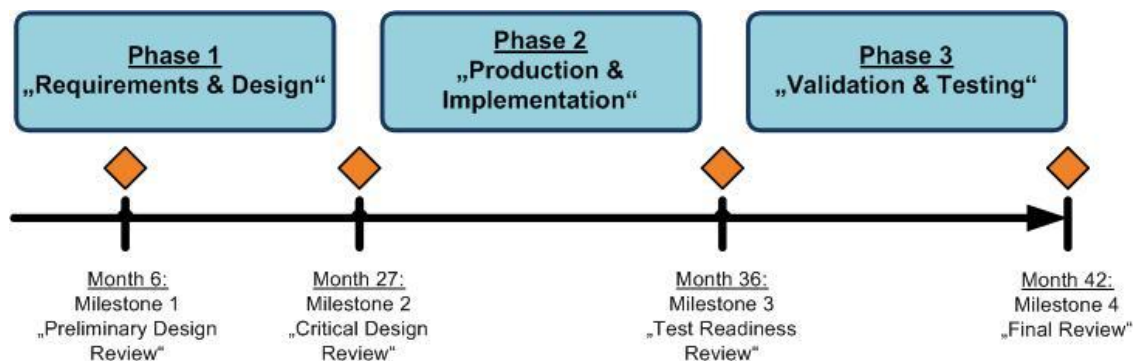 Phase 1
„Requirements & Design“
Phase 2
„Production &
Implementation“
Phase 3
„Validation & Testing“
Month 6:
Milestone 1
„Preliminary Design
Review“
Month 27:
Milestone 2
„Critical Design
Review“
Month 36:
Milestone 3
„Test Readiness
Review“
Month 42:
Milestone 4
„Final Review“